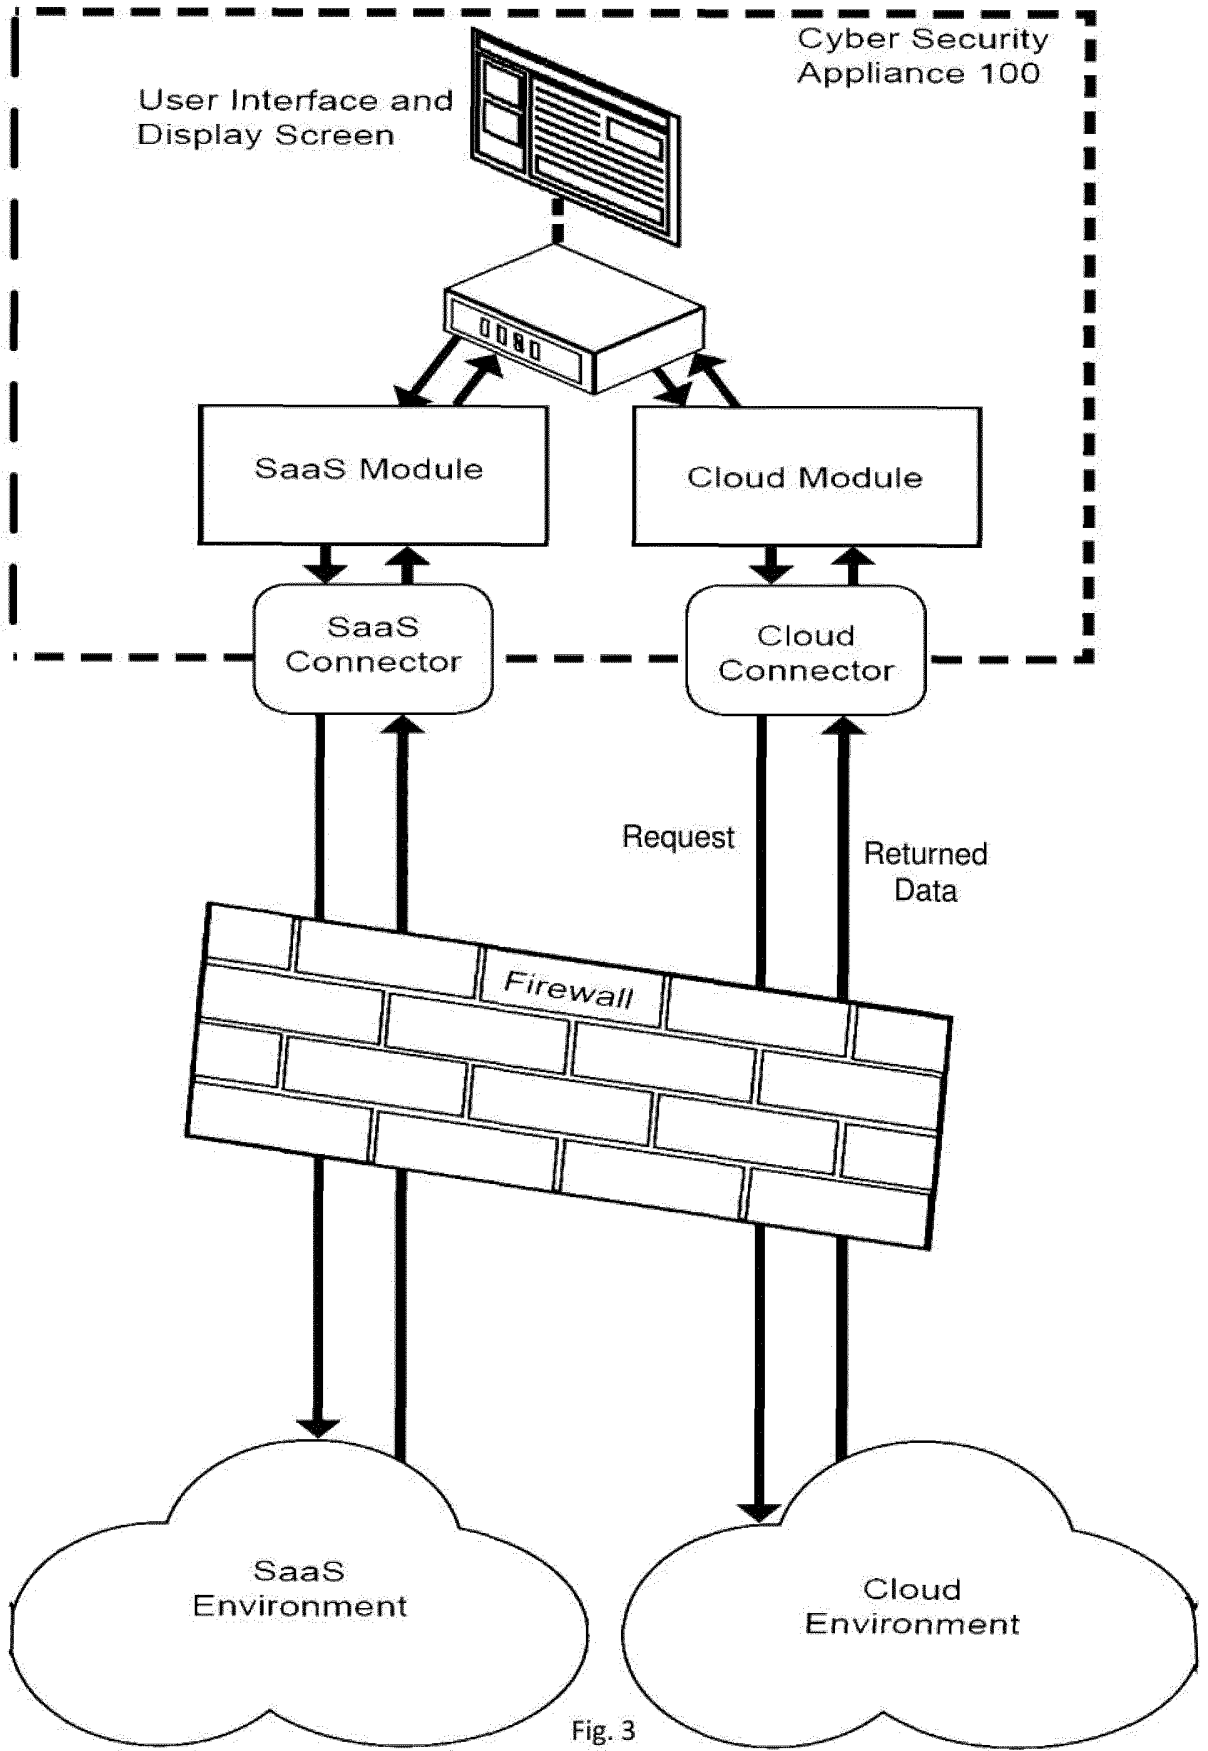 Cyber Security
Appliance 100
User Interface and
Display Screen
SaaS Module
Cloud Module
SaaS
Connector
Cloud
Connector
Request
Returned
Data
Firewall
SaaS
Environment
Cloud
Environment
Fig. 3